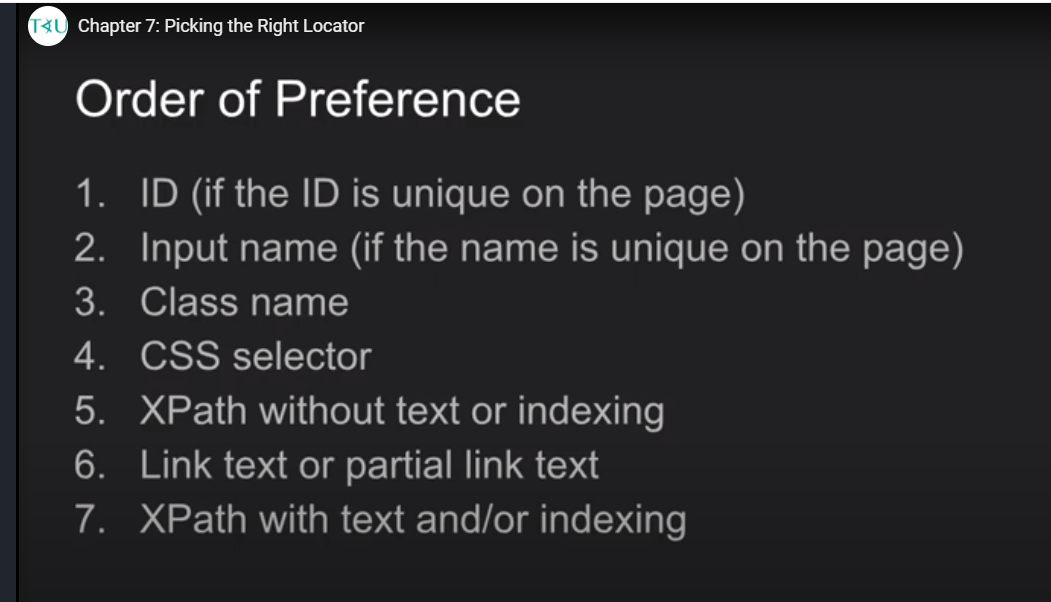 TAU Chapter 7: Picking the Right Locator
Order of Preference
1. ID (if the ID is unique on the page)
2. Input name (if the name is unique on the page)
3. Class name
4. CSS selector
5. XPath without text or indexing
6. Link text or partial link text
7. XPath with text and/or indexing